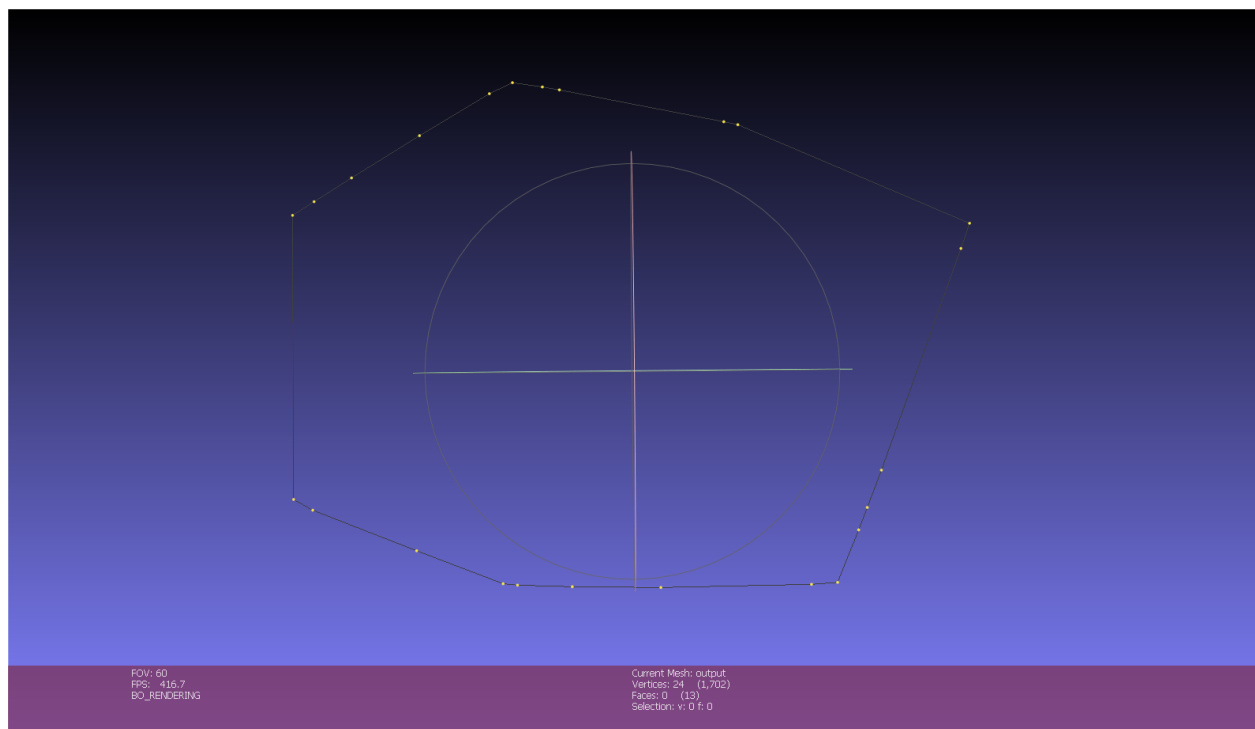 FOV: 60
FPS:   416.7
BO_RENDERING
Current Mesh: output
Vertices: 24   (1,702)
Faces: 0   (13)
Selection: v: 0 f: 0